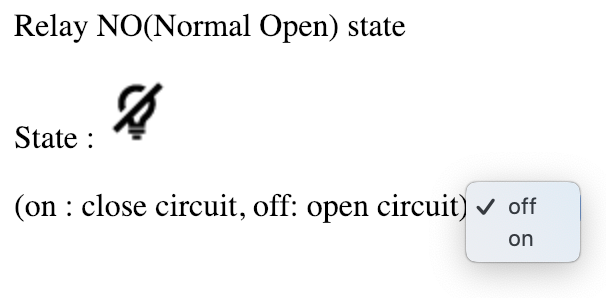 Relay NO(Normal Open) state
State :
(on : close circuit, off: open circuit) ✓ off
on